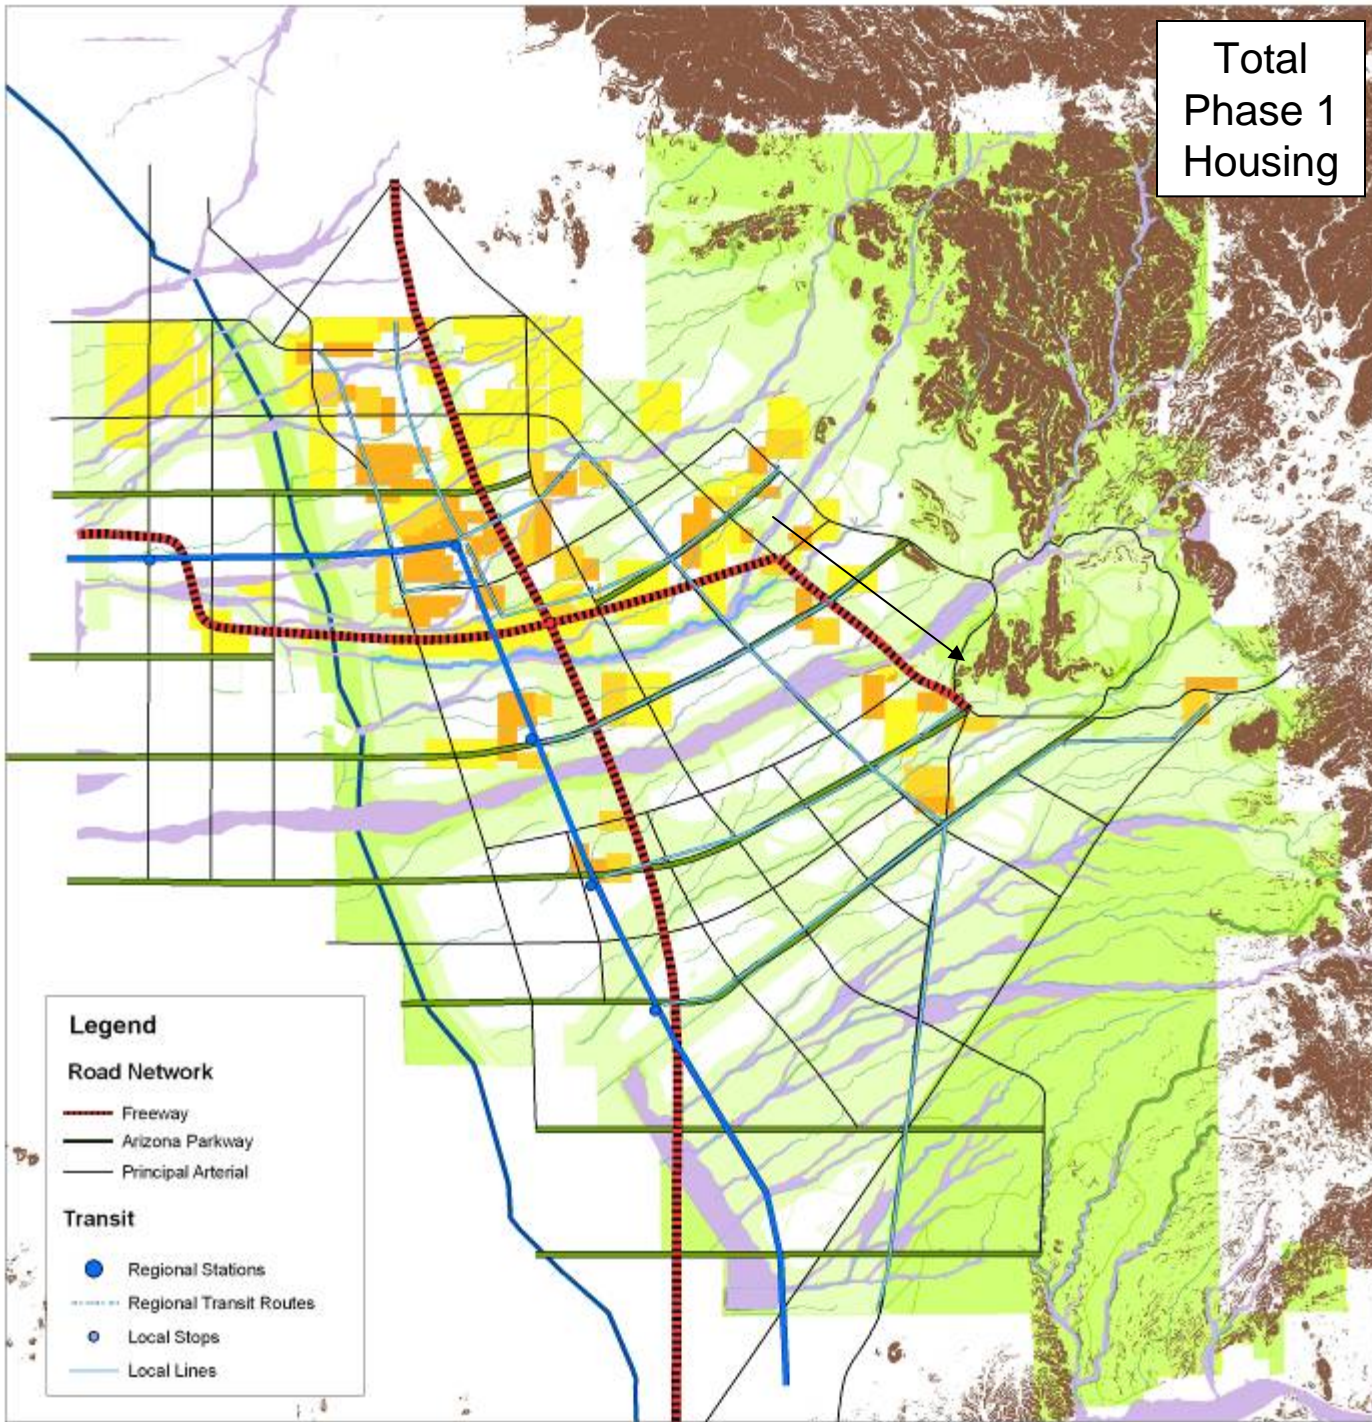 Total
Phase 1
Housing
Legend
Road Network
Freeway
Arizona Parkway
Principal Arterial
Transit
Regional Stations
Regional Transit Routes
Local Stops
Local Lines